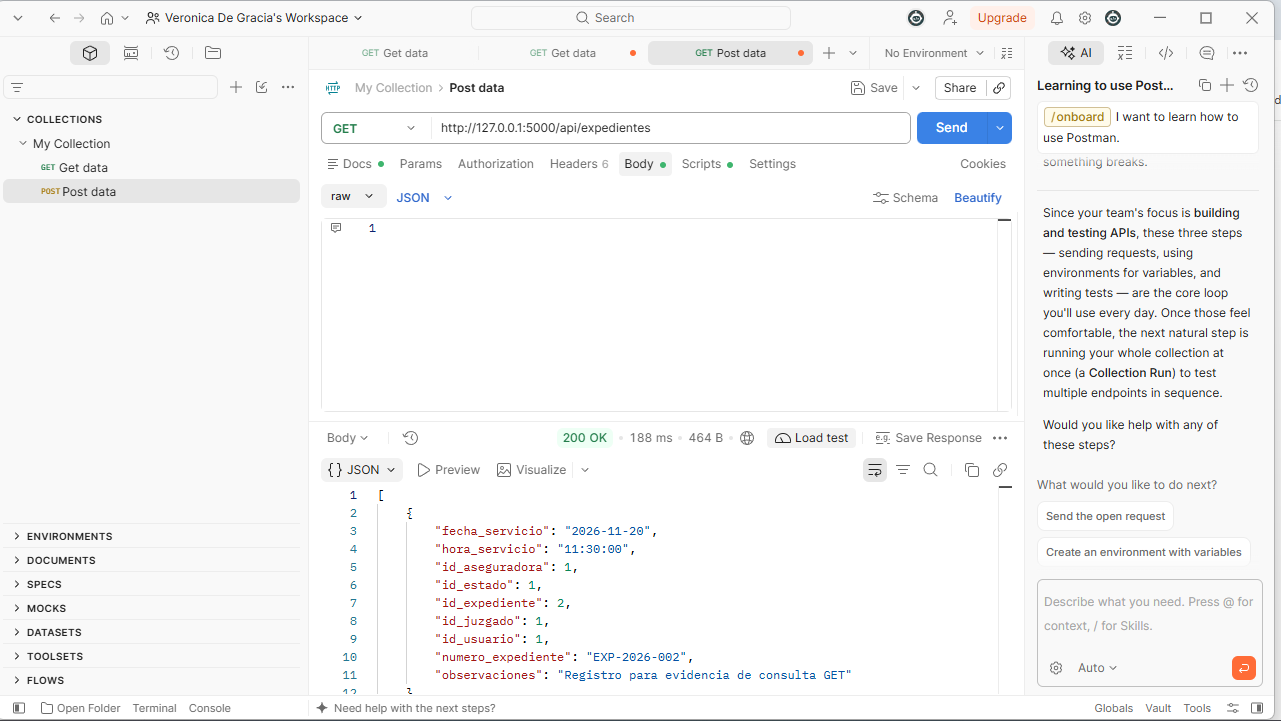 Veronica De Gracia's Workspace
Search
Upgrade
GET Get data
GET Get data
GET Post data
No Environment
AI
HTTP My Collection > Post data
Save
Share
Learning to use Post...
COLLECTIONS
My Collection
GET Get data
POST Post data
GET
http://127.0.0.1:5000/api/expedientes
Send
Docs
Params
Authorization
Headers 6
Body
Scripts
Settings
Cookies
raw
JSON
Schema
Beautify
1
/onboard I want to learn how to
use Postman.
something breaks.
Since your team's focus is building
and testing APIs, these three steps
— sending requests, using
environments for variables, and
writing tests — are the core loop
you'll use every day. Once those feel
comfortable, the next natural step is
running your whole collection at
once (a Collection Run) to test
multiple endpoints in sequence.
Would you like help with any of
these steps?
What would you like to do next?
Send the open request
Create an environment with variables
Describe what you need. Press @ for
context, / for Skills.
Auto
Body
200 OK • 188 ms • 464 B
Load test
e.g. Save Response
{} JSON
Preview
Visualize
1 [
2 {
3 "fecha_servicio": "2026-11-20",
4 "hora_servicio": "11:30:00",
5 "id_aseguradora": 1,
6 "id_estado": 1,
7 "id_expediente": 2,
8 "id_juzgado": 1,
9 "id_usuario": 1,
10 "numero_expediente": "EXP-2026-002",
11 "observaciones": "Registro para evidencia de consulta GET"
12 }
ENVIRONMENTS
DOCUMENTS
SPECS
MOCKS
DATASETS
TOOLSETS
FLOWS
Open Folder
Terminal
Console
Need help with the next steps?
Globals
Vault
Tools